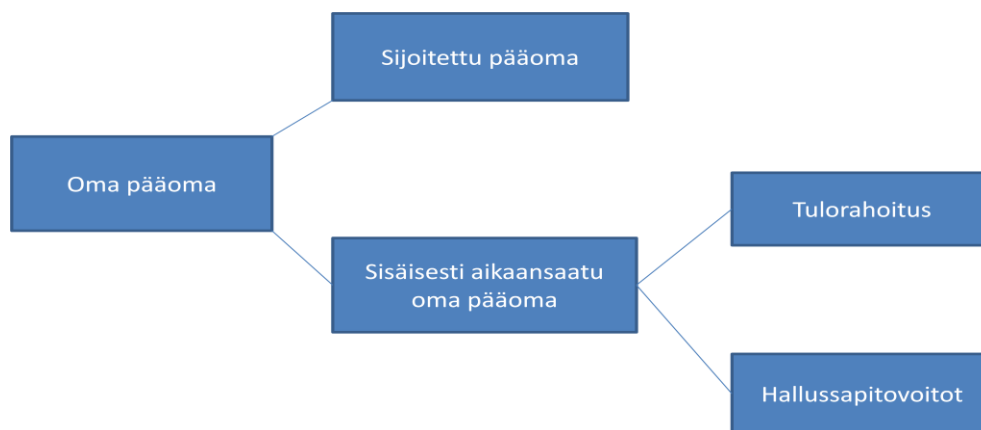 Sijoitettu pääoma
Oma pääoma
Tulorahoitus
Sisäisesti aikaansaatu
oma pääoma
Hallussapitovoitot